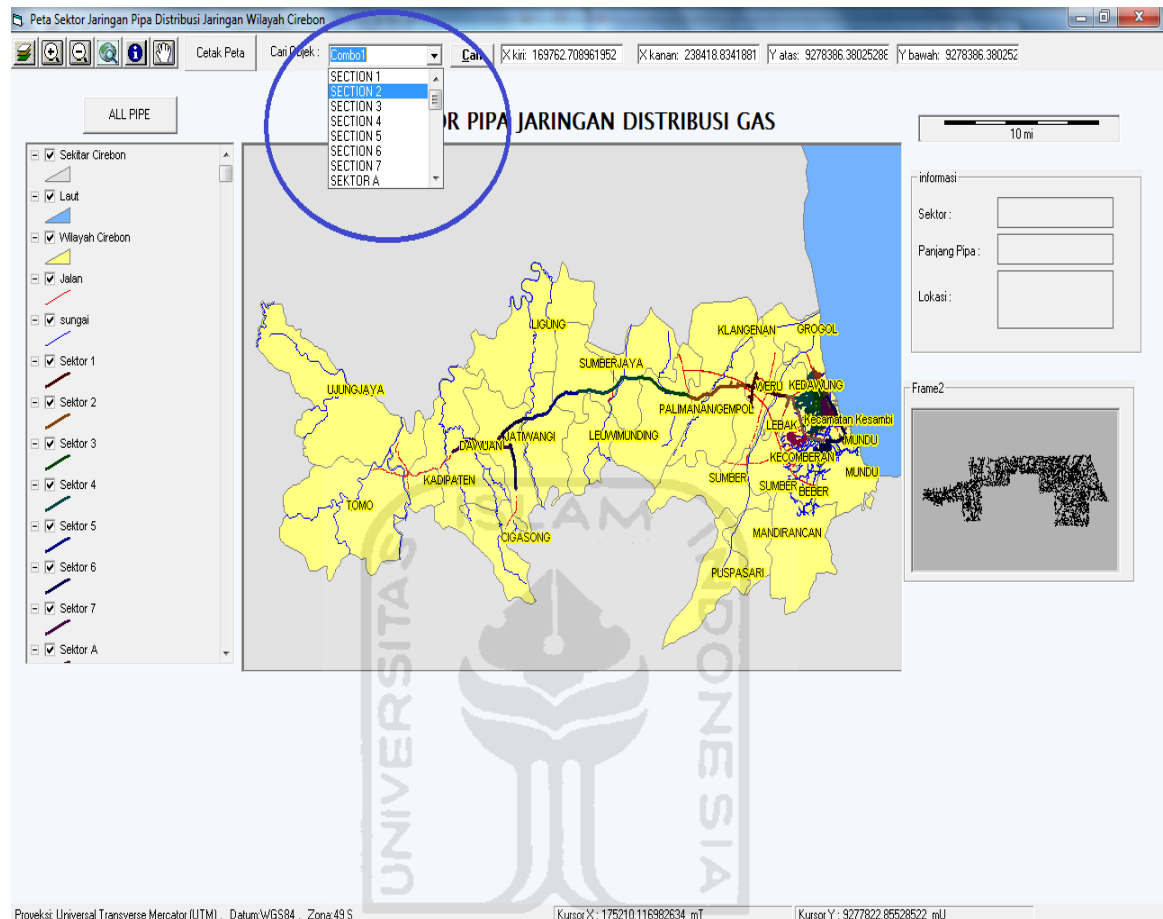 Peta Sektor Jaringan Pipa Distribusi Jaringan Wilayah Cirebon
Cetak Peta
Cari Objek :
Combo1
Cari
X kiri: 169762.708961952
X kanan: 238418.8341881
Y atas: 9278386.38025286
Y bawah: 9278386.380252
SECTION 1
SECTION 2
SECTION 3
SECTION 4
SECTION 5
SECTION 6
SECTION 7
SEKTOR A
ALL PIPE
OR PIPA JARINGAN DISTRIBUSI GAS
10 mi
Sekitar Cirebon
Laut
Wilayah Cirebon
Jalan
sungai
Sektor 1
Sektor 2
Sektor 3
Sektor 4
Sektor 5
Sektor 6
Sektor 7
Sektor A
LIGUNG
KLANGENAN
GROGOL
SUMBERJAYA
UJUNGJAYA
WERU
KEDAWUNG
PALIMANAN/GEMPOL
LEBAK
Kecamatan Kesambi
DAWUAN
JATIWANGI
LEUWIMUNDING
MUNDU
KECOMBERAN
KADIPATEN
SUMBER
SUMBER
BEBER
MUNDU
TOMO
CIGASONG
MANDIRANCAN
PUSPASARI
informasi
Sektor :
Panjang Pipa :
Lokasi :
Frame2
UNIVERSITAS
ISLAM
INDONESIA
Proyeksi: Universal Transverse Mercator (UTM) , Datum:WGS84 , Zona:49 S
Kursor X : 175210.116982634 mT
Kursor Y : 9277822.85528522 mU